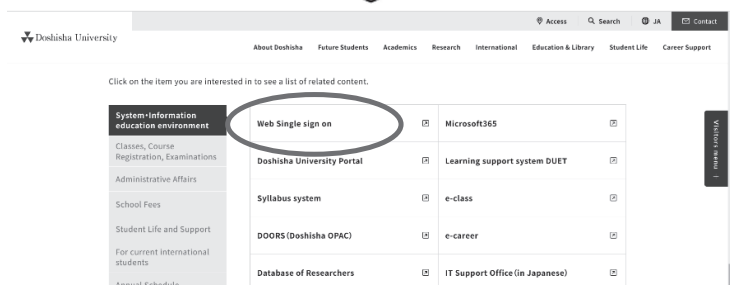 Access Search JA Contact
Doshisha University
About Doshisha Future Students Academics Research International Education & Library Student Life Career Support
Click on the item you are interested in to see a list of related content.
System・Information
education environment
Classes, Course
Registration, Examinations
Administrative Affairs
School Fees
Student Life and Support
For current international
students
Annual Schedule
Web Single sign on
Microsoft365
Doshisha University Portal
Learning support system DUET
Syllabus system
e-class
DOORS(Doshisha OPAC)
e-career
Database of Researchers
IT Support Office(in Japanese)
Visitors menu